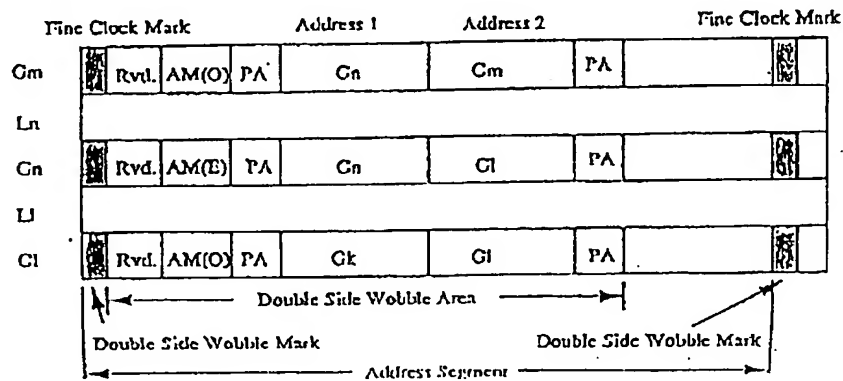 Fine Clock Mark Address 1 Address 2 Fine Clock Mark
Gm Rvd. AM(O) PA Gn Gm PA
Ln
Gn Rvd. AM(E) PA Gn Gl PA
Ll
Gl Rvd. AM(O) PA Gk Gl PA
Double Side Wobble Area
Double Side Wobble Mark Double Side Wobble Mark
Address Segment